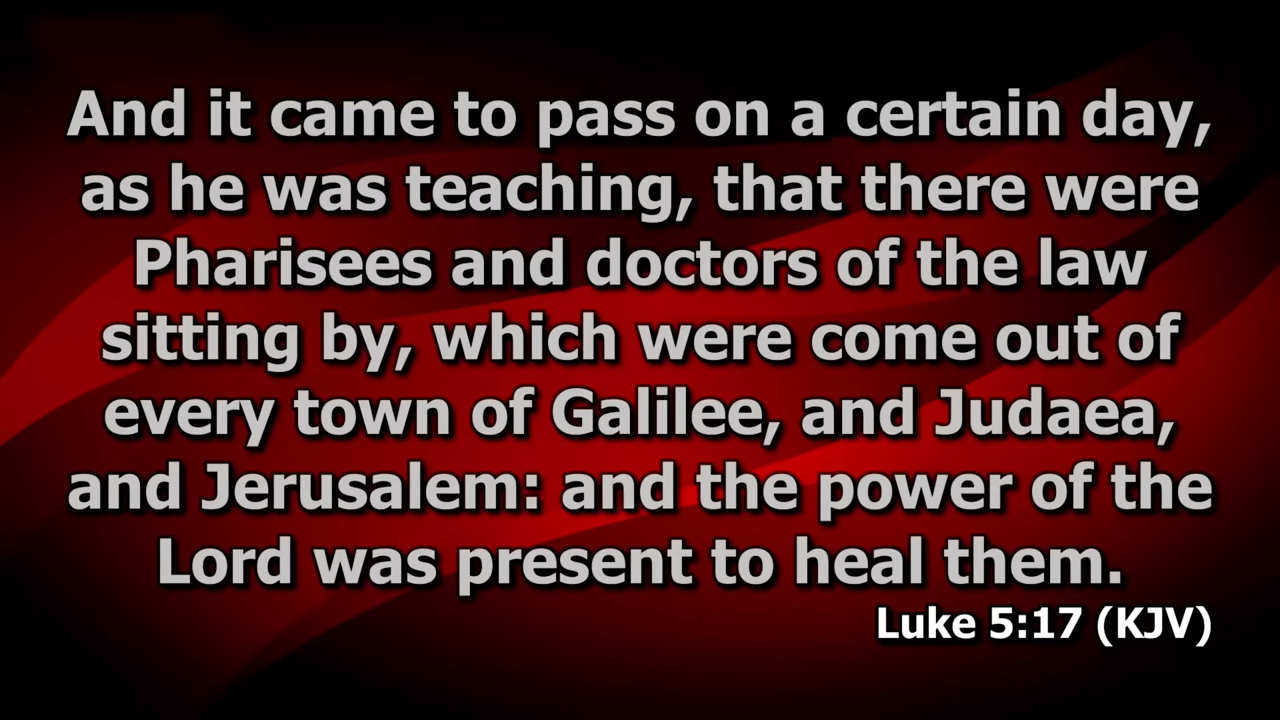 And it came to pass on a certain day,
as he was teaching, that there were
Pharisees and doctors of the law
sitting by, which were come out of
every town of Galilee, and Judaea,
and Jerusalem: and the power of the
Lord was present to heal them.
Luke 5:17 (KJV)